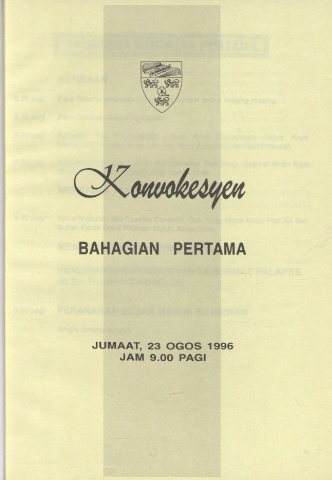 Konvokesyen
BAHAGIAN PERTAMA
JUMAAT, 23 OGOS 1996
JAM 9.00 PAGI